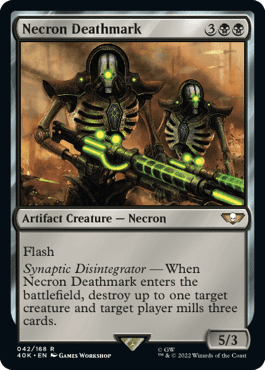 Necron Deathmark 3
Artifact Creature — Necron
Flash
Synaptic Disintegrator — When
Necron Deathmark enters the
battlefield, destroy up to one target
creature and target player mills three
cards.
5/3
042/168 R
40K • EN GAMES WORKSHOP
© GW
™ & © 2022 Wizards of the Coast